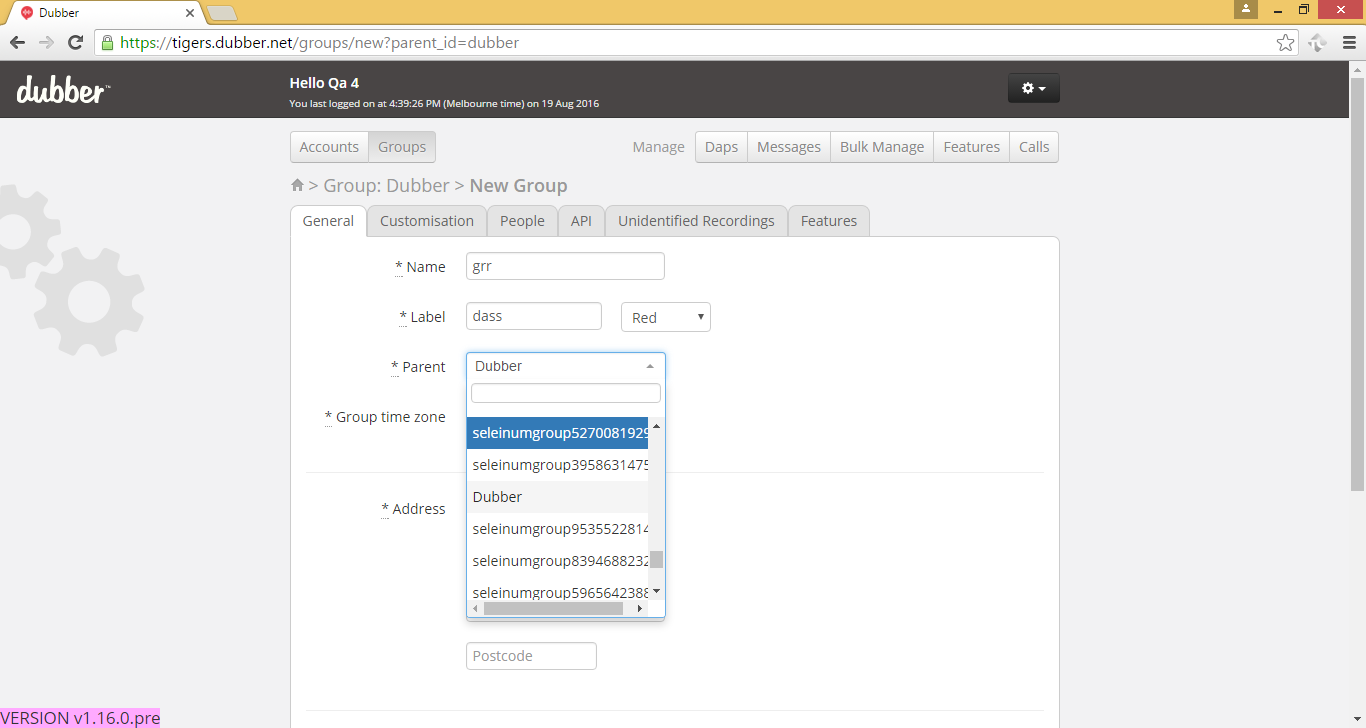 Dubber
https://tigers.dubber.net/groups/new?parent_id=dubber
dubber™
Hello Qa 4
You last logged on at 4:39:26 PM (Melbourne time) on 19 Aug 2016
Accounts Groups Manage Daps Messages Bulk Manage Features Calls
> Group: Dubber > New Group
General Customisation People API Unidentified Recordings Features
* Name grr
* Label dass Red
* Parent Dubber
* Group time zone
seleinumgroup5270081929
seleinumgroup3958631475
Dubber
* Address
seleinumgroup9535522814
seleinumgroup8394688232
seleinumgroup5965642388
Postcode
VERSION v1.16.0.pre